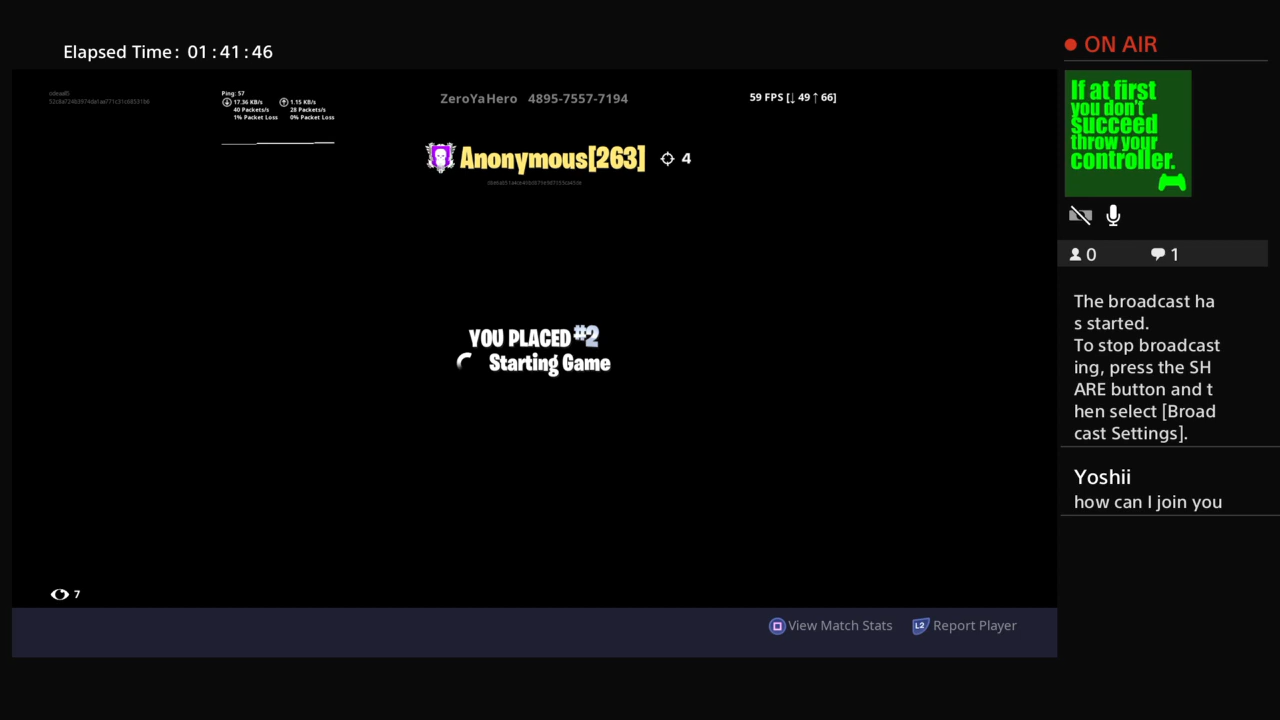 Elapsed Time: 01:41:46
ON AIR
If at first
you don't
succeed
throw your
controller.
Ping: 57
17.36 KB/s 1.15 KB/s
40 Packets/s 28 Packets/s
1% Packet Loss 0% Packet Loss
ZeroYaHero 4895-7557-7194
59 FPS [↓ 49 ↑ 66]
Anonymous[263] 4
YOU PLACED #2
Starting Game
7
View Match Stats
L2 Report Player
0 1
The broadcast ha
s started.
To stop broadcast
ing, press the SH
ARE button and t
hen select [Broad
cast Settings].
Yoshii
how can I join you